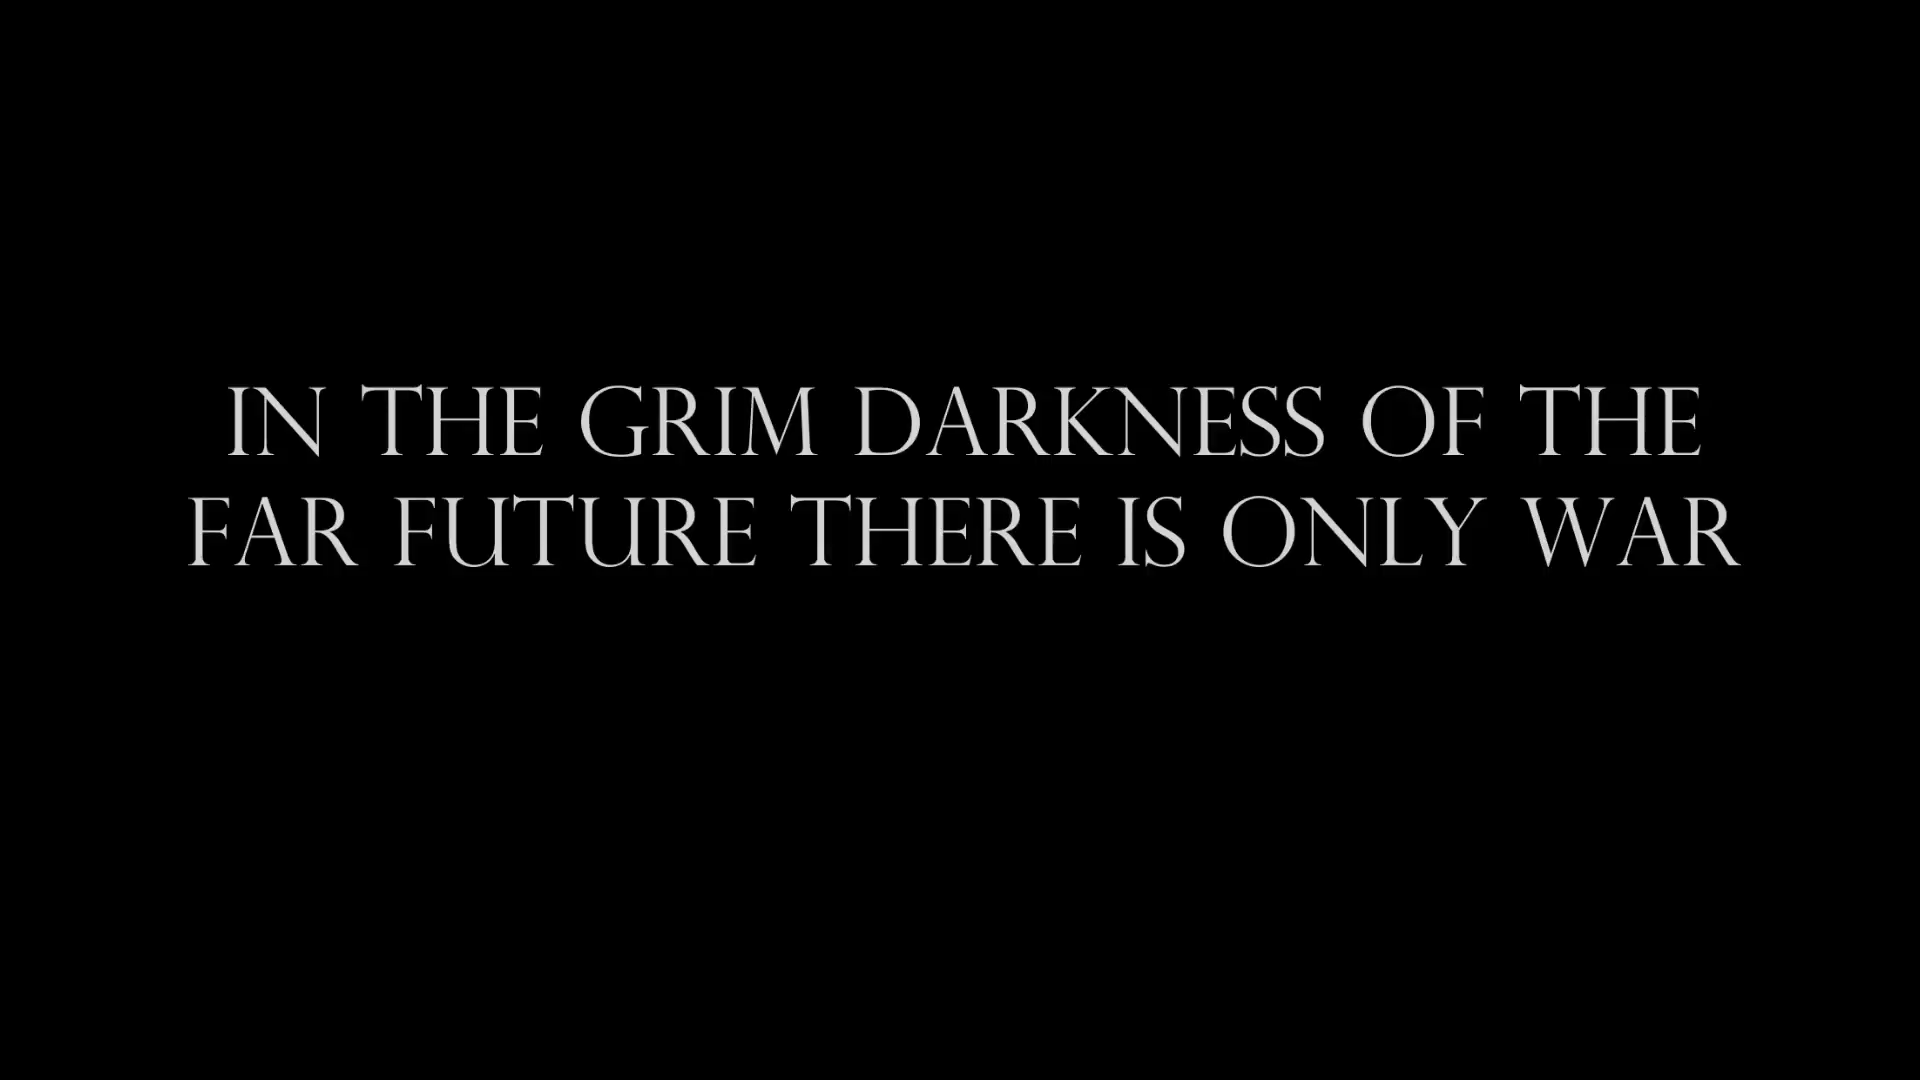 IN THE GRIM DARKNESS OF THE
FAR FUTURE THERE IS ONLY WAR